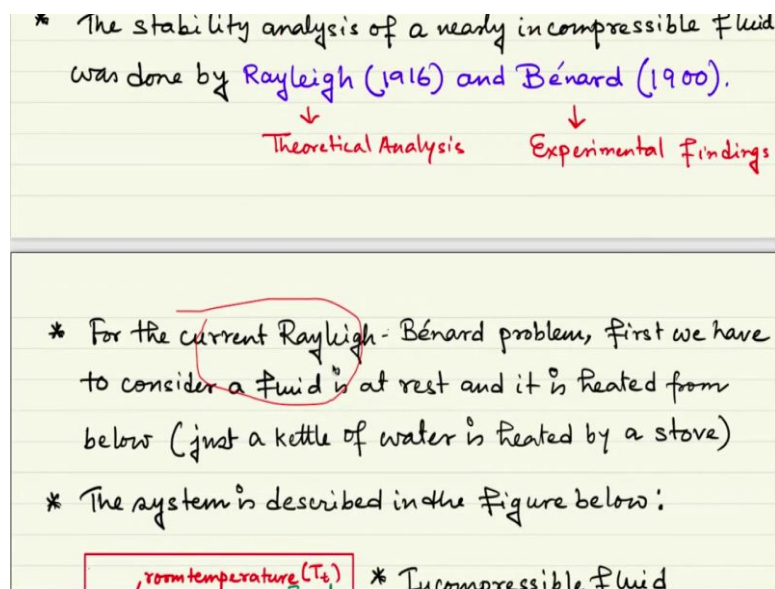 * The stability analysis of a nearly incompressible fluid
was done by Rayleigh (1916) and Bénard (1900).
↓ ↓
Theoretical Analysis Experimental findings
* For the current Rayleigh-Bénard problem, first we have
to consider a fluid is at rest and it is heated from
below (just a kettle of water is heated by a stove)
* The system is described in the figure below:
room temperature (Tt)
* Incompressible fluid